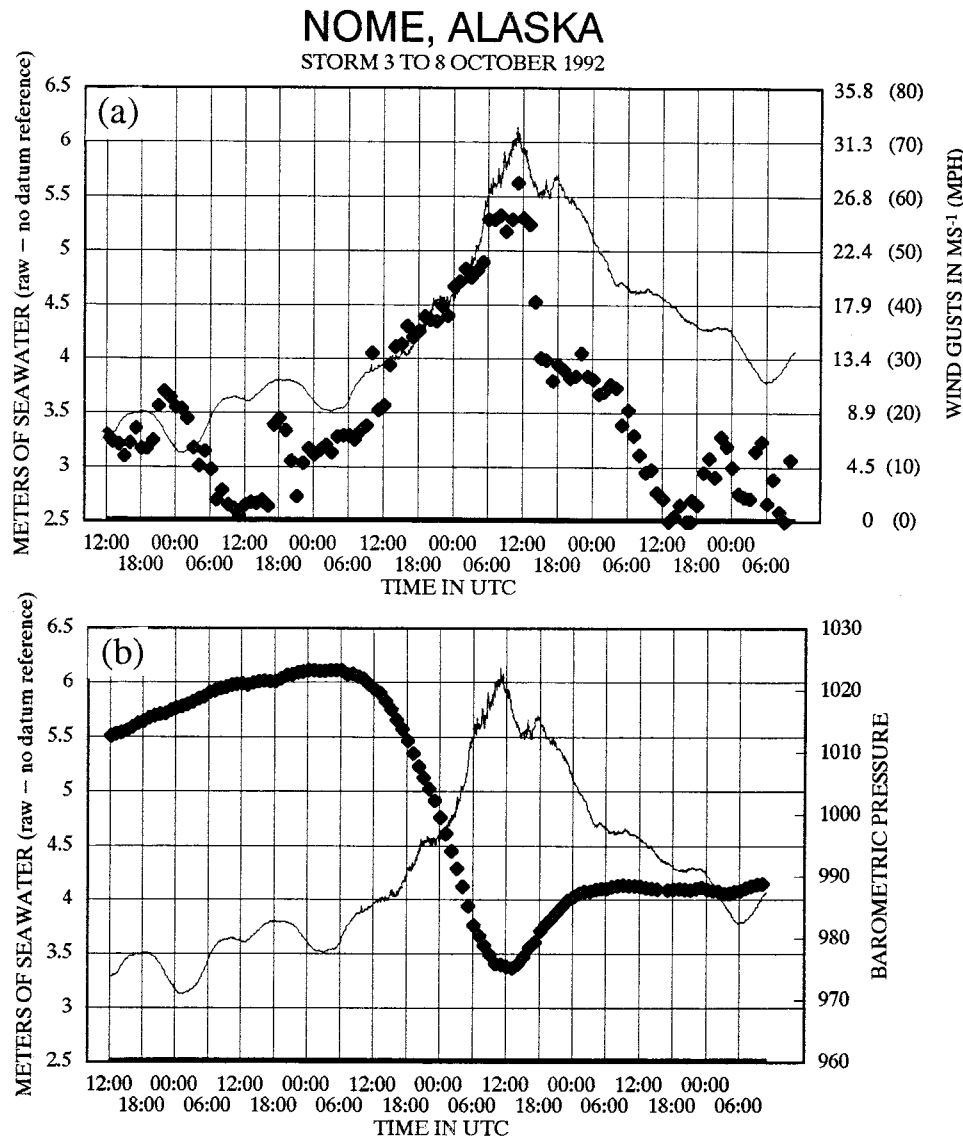 NOME, ALASKA
STORM 3 TO 8 OCTOBER 1992
(a)
METERS OF SEAWATER (raw – no datum reference)
6.5
6
5.5
5
4.5
4
3.5
3
2.5
35.8 (80)
31.3 (70)
26.8 (60)
22.4 (50)
17.9 (40)
13.4 (30)
8.9 (20)
4.5 (10)
0 (0)
WIND GUSTS IN MS-1 (MPH)
12:00 00:00 12:00 00:00 12:00 00:00 12:00 00:00 12:00 00:00
18:00 06:00 18:00 06:00 18:00 06:00 18:00 06:00 18:00 06:00
TIME IN UTC
(b)
METERS OF SEAWATER (raw – no datum reference)
6.5
6
5.5
5
4.5
4
3.5
3
2.5
1030
1020
1010
1000
990
980
970
960
BAROMETRIC PRESSURE
12:00 00:00 12:00 00:00 12:00 00:00 12:00 00:00 12:00 00:00
18:00 06:00 18:00 06:00 18:00 06:00 18:00 06:00 18:00 06:00
TIME IN UTC